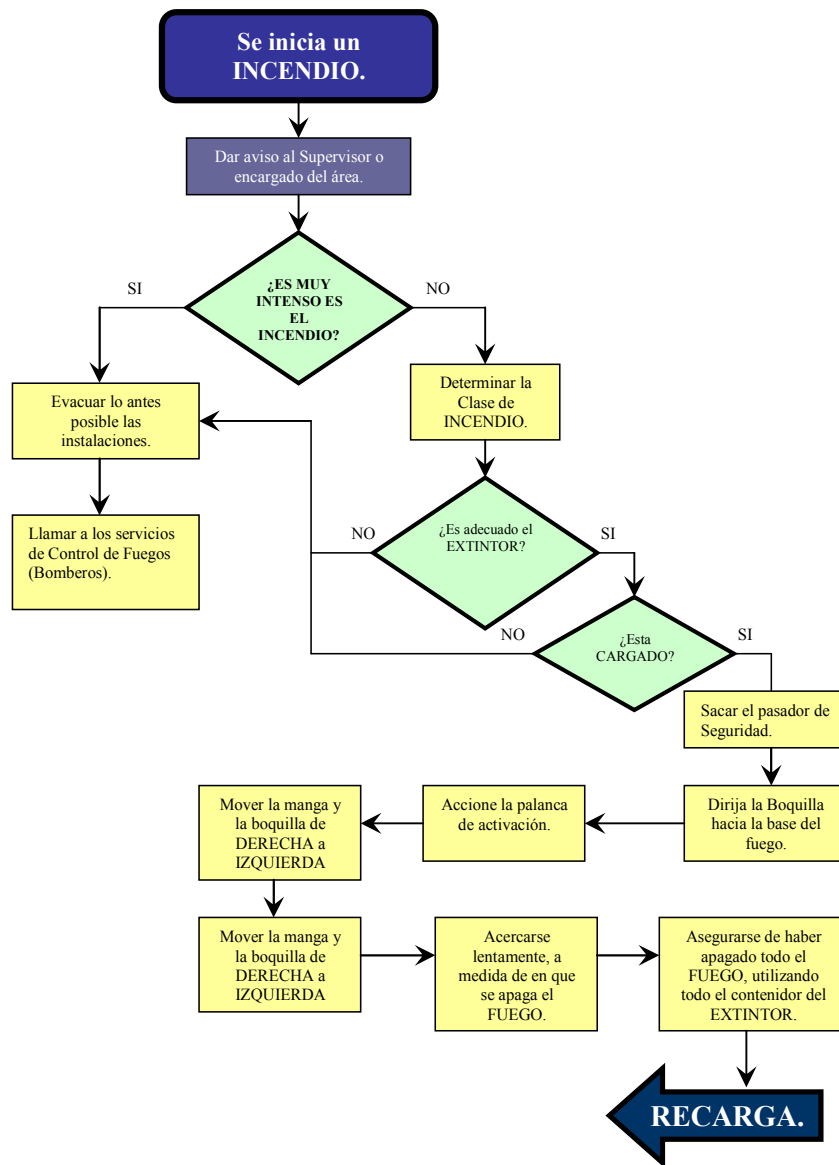 Se inicia un
INCENDIO.
Dar aviso al Supervisor o
encargado del área.
¿ES MUY
INTENSO ES
EL
INCENDIO?
SI
NO
Evacuar lo antes
posible las
instalaciones.
Determinar la
Clase de
INCENDIO.
Llamar a los servicios
de Control de Fuegos
(Bomberos).
NO
¿Es adecuado el
EXTINTOR?
SI
NO
¿Esta
CARGADO?
SI
Sacar el pasador de
Seguridad.
Dirija la Boquilla
hacia la base del
fuego.
Accione la palanca
de activación.
Mover la manga y
la boquilla de
DERECHA a
IZQUIERDA
Mover la manga y
la boquilla de
DERECHA a
IZQUIERDA
Acercarse
lentamente, a
medida de en que
se apaga el
FUEGO.
Asegurarse de haber
apagado todo el
FUEGO, utilizando
todo el contenidor del
EXTINTOR.
RECARGA.